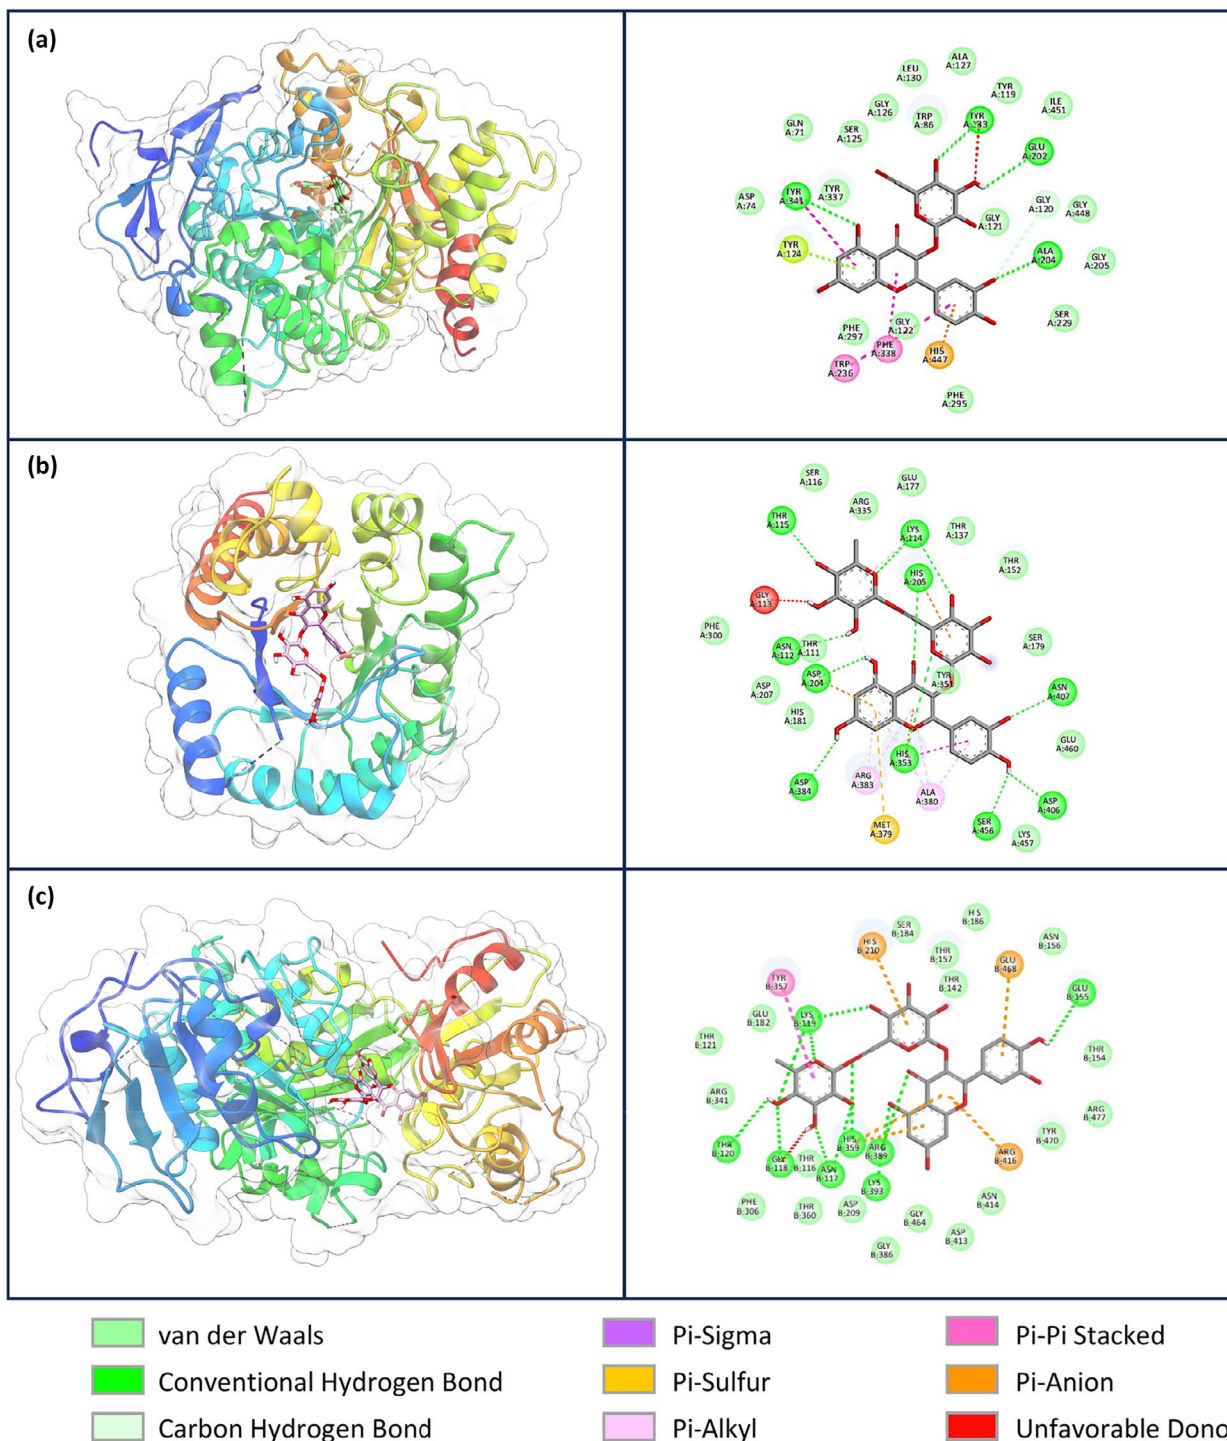 (a)
ALA
A:127
LEU
A:130
TYR
A:119
ILE
A:451
GLY
A:126
TRP
A:86
TYR
A:133
GLN
A:71
SER
A:125
GLU
A:202
ASP
A:74
TYR
A:341
TYR
A:337
GLY
A:120
GLY
A:448
GLY
A:121
TYR
A:124
ALA
A:204
GLY
A:205
PHE
A:297
GLY
A:122
SER
A:229
PHE
A:338
HIS
A:447
TRP
A:236
PHE
A:295
(b)
SER
A:116
GLU
A:177
ARG
A:335
THR
A:115
LYS
A:114
THR
A:137
THR
A:152
HIS
A:205
GLY
A:113
PHE
A:300
ASN
A:112
THR
A:111
SER
A:179
ASP
A:204
TYR
A:351
ASP
A:207
ASN
A:407
HIS
A:181
GLU
A:460
HIS
A:353
ASP
A:384
ARG
A:383
ALA
A:380
ASP
A:406
MET
A:379
SER
A:456
LYS
A:457
(c)
HIS
B:186
SER
B:184
HIS
B:210
ASN
B:156
THR
B:157
GLU
B:468
TYR
B:357
THR
B:142
GLU
B:155
GLU
B:182
LYS
B:119
THR
B:121
THR
B:154
ARG
B:341
ARG
B:477
TYR
B:470
THR
B:120
HIS
B:359
ARG
B:389
GLY
B:118
THR
B:116
ASN
B:117
ARG
B:416
LYS
B:393
PHE
B:306
THR
B:360
ASP
B:209
ASN
B:414
GLY
B:464
ASP
B:413
GLY
B:386
van der Waals
Pi-Sigma
Pi-Pi Stacked
Conventional Hydrogen Bond
Pi-Sulfur
Pi-Anion
Carbon Hydrogen Bond
Pi-Alkyl
Unfavorable Dono